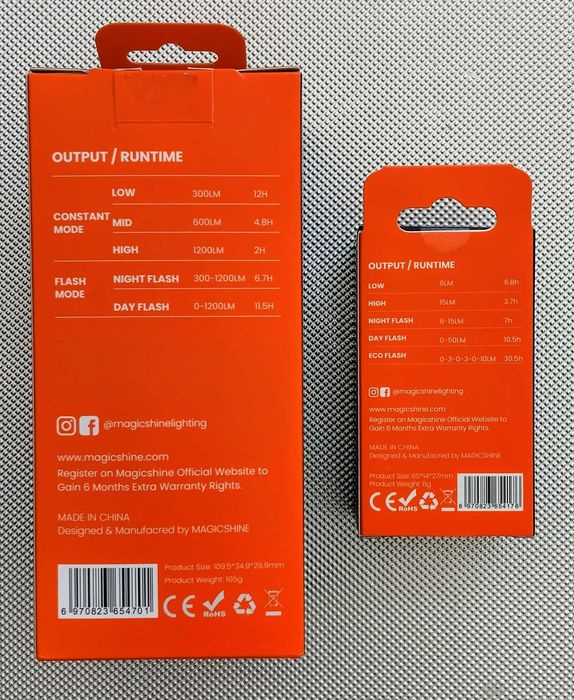 OUTPUT / RUNTIME
CONSTANT MODE
LOW 300LM 12H
MID 600LM 4.8H
HIGH 1200LM 2H
FLASH MODE
NIGHT FLASH 300-1200LM 6.7H
DAY FLASH 0-1200LM 11.5H
@magicshinelighting
www.magicshine.com
Register on Magicshine Official Website to
Gain 6 Months Extra Warranty Rights.
MADE IN CHINA
Designed & Manufacred by MAGICSHINE
Product Size: 109.5*34.9*29.9mm
Product Weight: 165g
6 970823 654701
CE RoHS
OUTPUT / RUNTIME
LOW 6LM 6.8h
HIGH 15LM 3.7h
NIGHT FLASH 6-15LM 7h
DAY FLASH 0-50LM 10.5h
ECO FLASH 0-3-0-3-0-10LM 30.5h
@magicshinelighting
www.magicshine.com
Register on Magicshine Official Website to
Gain 6 Months Extra Warranty Rights.
MADE IN CHINA
Designed & Manufacred by MAGICSHINE
Product Size: 65*14*27mm
Product Weight: 8g
CE RoHS
6 970823 654176